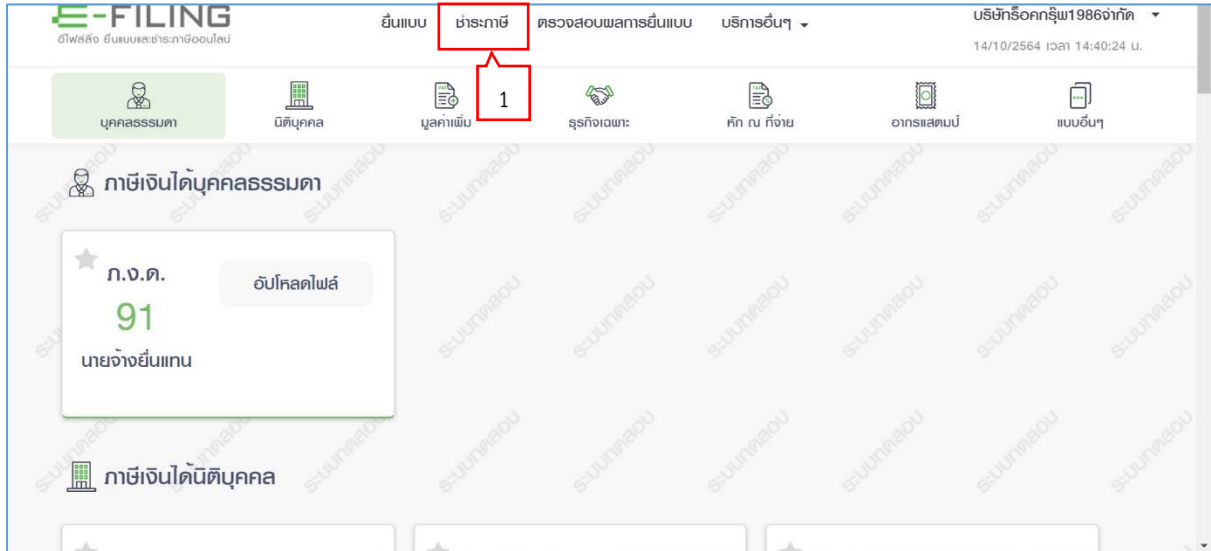 E-FILING
อีไฟล์ลิ่ง ยื่นแบบและชำระภาษีออนไลน์
ยื่นแบบ ชำระภาษี ตรวจสอบผลการยื่นแบบ บริการอื่นๆ
บริษัทร็อคกรุ๊ฟ1986จำกัด
14/10/2564 เวลา 14:40:24 น.
1
บุคคลธรรมดา นิติบุคคล มูลค่าเพิ่ม ธุรกิจเฉพาะ หัก ณ ที่จ่าย อากรแสตมป์ แบบอื่นๆ
ภาษีเงินได้บุคคลธรรมดา
ภ.ง.ด.
91
นายจ้างยื่นแทน
อัปโหลดไฟล์
ภาษีเงินได้นิติบุคคล
ระบบทดสอบ